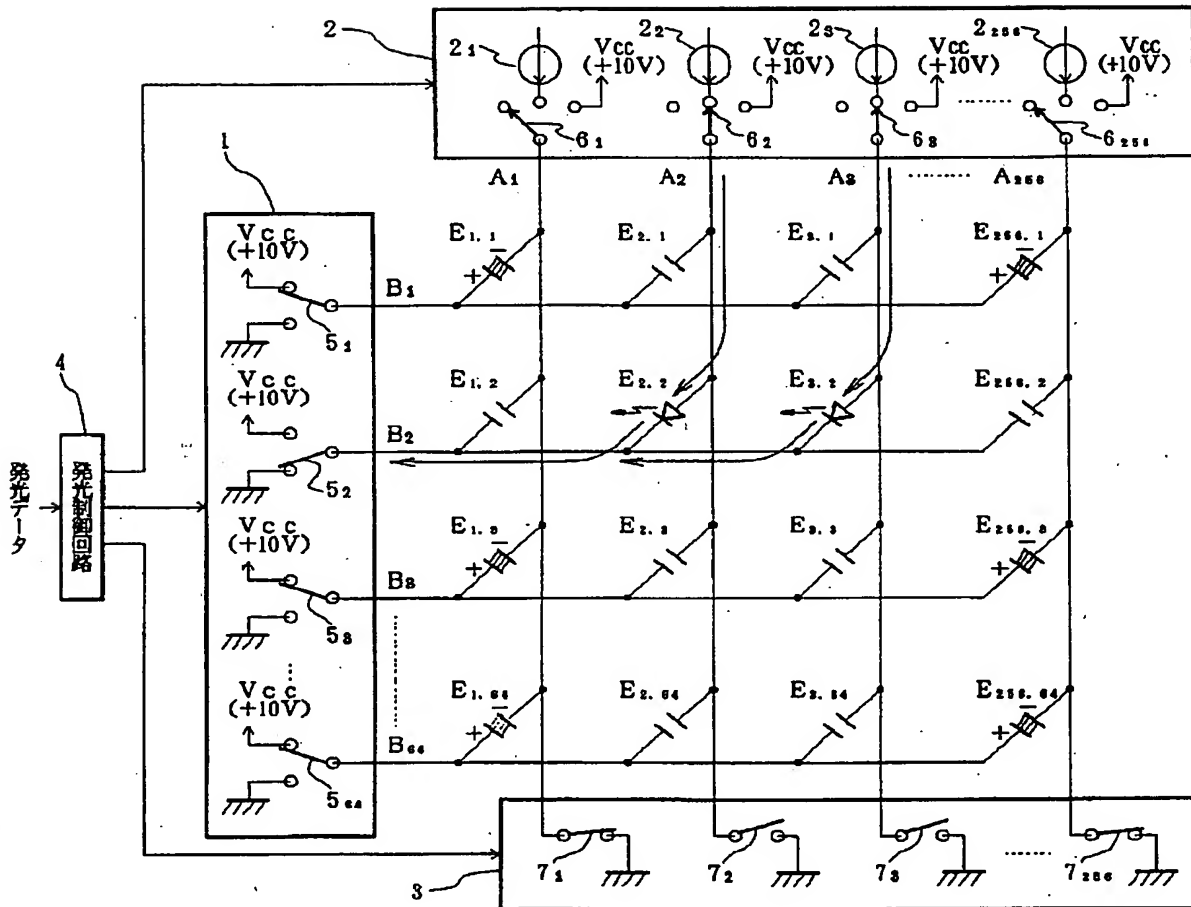 2
2₁
Vcc
(+10V)
2₂
Vcc
(+10V)
2₃
Vcc
(+10V)
2₂₅₆
Vcc
(+10V)
6₁
6₂
6₃
6₂₅₆
1
A₁
A₂
A₃
A₂₅₆
Vcc
(+10V)
E₁.₁
E₂.₁
E₃.₁
E₂₅₆.₁
+
−
+
−
B₁
5₁
4
Vcc
(+10V)
E₁.₂
E₂.₂
E₃.₂
E₂₅₆.₂
B₂
5₂
発光データ
発光制御回路
Vcc
(+10V)
E₁.₃
E₂.₃
E₃.₃
E₂₅₆.₃
+
−
+
−
B₃
5₃
Vcc
(+10V)
E₁.₆₄
E₂.₆₄
E₃.₆₄
E₂₅₆.₆₄
+
−
+
−
B₆₄
5₆₄
7₁
7₂
7₃
7₂₅₆
3